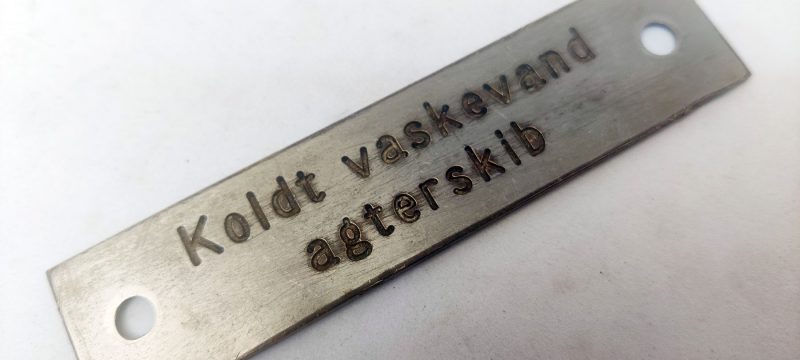 Koldt vaskevand
agterskib